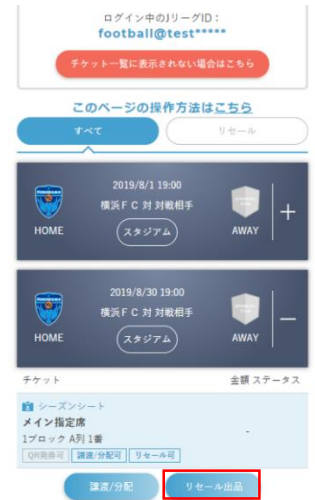 ログイン中のJリーグID：
football@test*****
チケット一覧に表示されない場合はこちら
このページの操作方法はこちら
すべて
リセール
2019/8/1 19:00
横浜ＦＣ 対 対戦相手
HOME
スタジアム
AWAY
+
2019/8/30 19:00
横浜ＦＣ 対 対戦相手
HOME
スタジアム
AWAY
−
チケット
金額 ステータス
シーズンシート
メイン指定席
1ブロック A列 1番
-
QR発券可 譲渡/分配可 リセール可
譲渡/分配
リセール出品